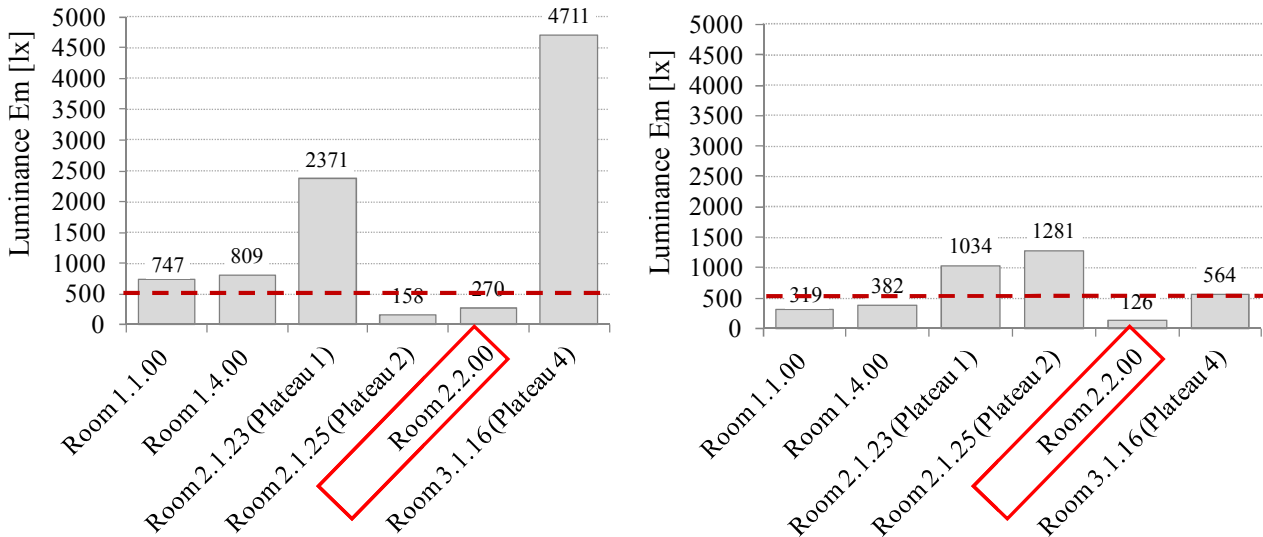 Luminance Em [lx]
5000
4500
4000
3500
3000
2500
2000
1500
1000
500
0
747
809
2371
158
270
4711
Room 1.1.00
Room 1.4.00
Room 2.1.23 (Plateau 1)
Room 2.1.25 (Plateau 2)
Room 2.2.00
Room 3.1.16 (Plateau 4)
Luminance Em [lx]
5000
4500
4000
3500
3000
2500
2000
1500
1000
500
0
319
382
1034
1281
126
564
Room 1.1.00
Room 1.4.00
Room 2.1.23 (Plateau 1)
Room 2.1.25 (Plateau 2)
Room 2.2.00
Room 3.1.16 (Plateau 4)